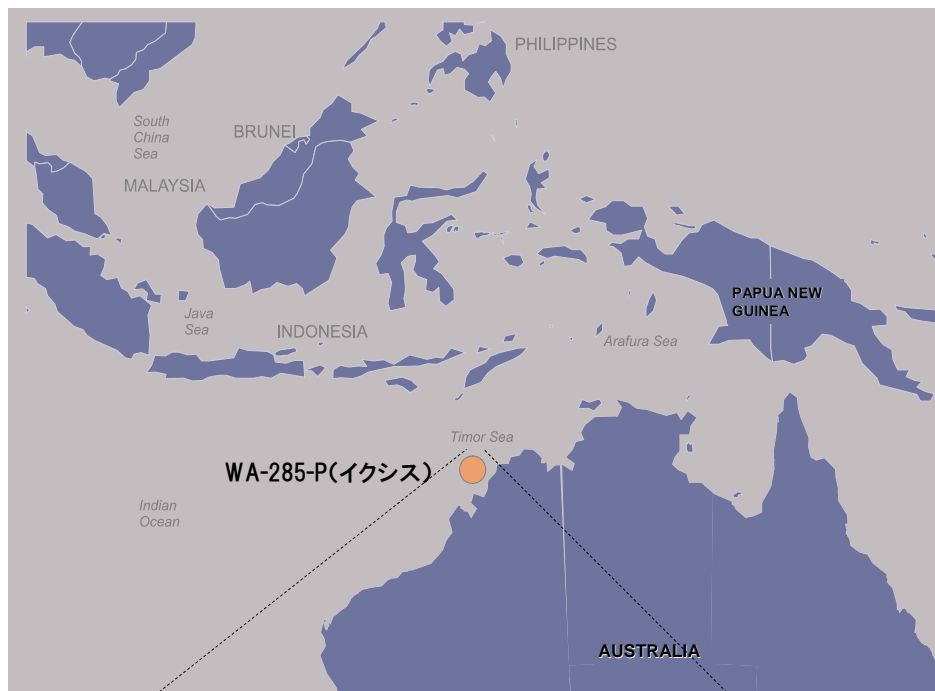 PHILIPPINES
South
China
Sea
BRUNEI
MALAYSIA
PAPUA NEW
GUINEA
Java
Sea
INDONESIA
Arafura Sea
Timor Sea
WA-285-P(イクシス)
Indian
Ocean
AUSTRALIA